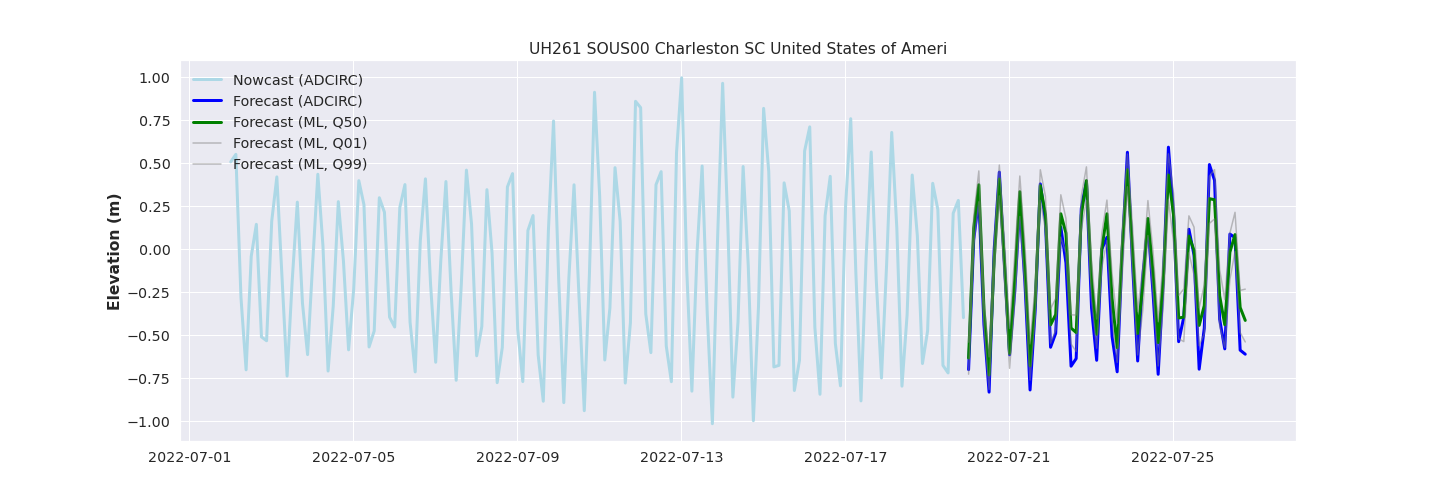 UH261 SOUS00 Charleston SC United States of Ameri
1.00
0.75
0.50
0.25
0.00
−0.25
−0.50
−0.75
−1.00
Elevation (m)
Nowcast (ADCIRC)
Forecast (ADCIRC)
Forecast (ML, Q50)
Forecast (ML, Q01)
Forecast (ML, Q99)
2022-07-01 2022-07-05 2022-07-09 2022-07-13 2022-07-17 2022-07-21 2022-07-25